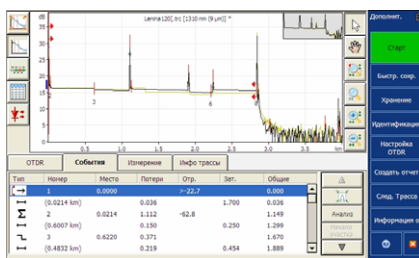 dB
Lenina120[].trc [1310 nm (9 µm)] *
Дополнит.
35
30
25
20
15
10
5
3
6
0.5
1.0
1.5
2.0
2.5
3.0
3.5
km
Старт
Быстр. сохр.
Хранение
Идентификация
Настройка
OTDR
Создать отчет
След. Трасса
Информация о
OTDR
События
Измерение
Инфо трассы
Тип Номер Место Потери Отр. Зат. Общие
1 0.0000 >-22.7 0.000
(0.0214 km) 0.036 1.700 0.036
2 0.0214 1.112 -62.8 1.149
(0.6007 km) 0.150 0.250 1.299
3 0.6220 0.371 1.670
(0.4832 km) 0.219 0.454 1.889
Анализ
Начало
участка